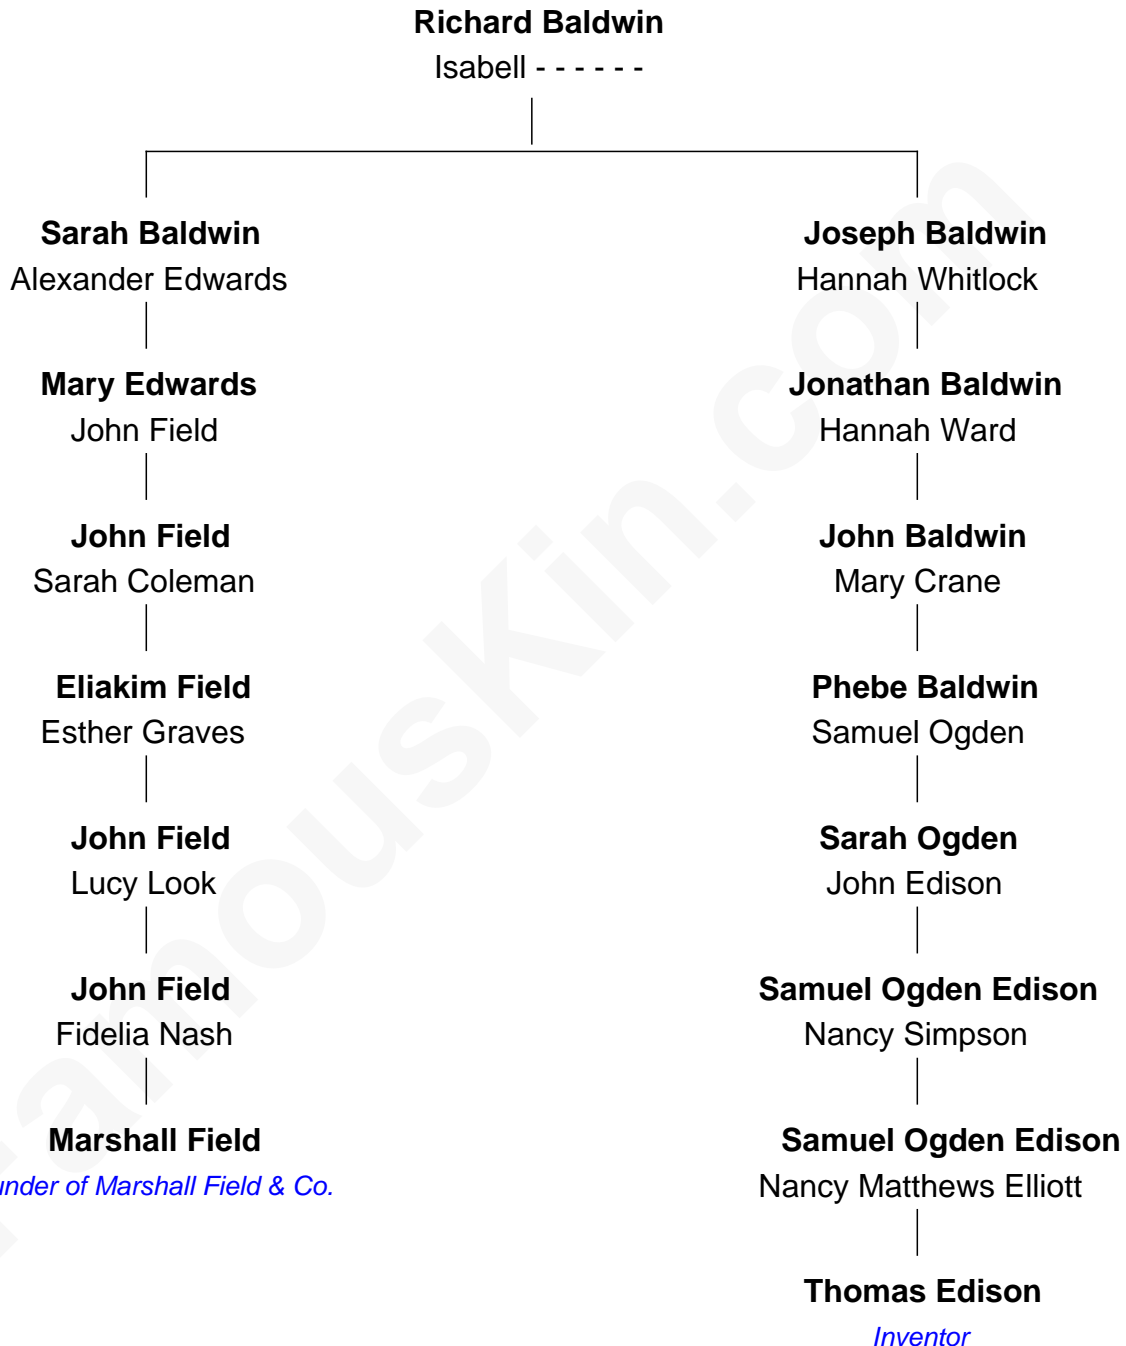 Richard Baldwin
Isabell - - - - - -
Sarah Baldwin
Alexander Edwards
Joseph Baldwin
Hannah Whitlock
Mary Edwards
John Field
Jonathan Baldwin
Hannah Ward
John Field
Sarah Coleman
John Baldwin
Mary Crane
Eliakim Field
Esther Graves
Phebe Baldwin
Samuel Ogden
John Field
Lucy Look
Sarah Ogden
John Edison
John Field
Fidelia Nash
Samuel Ogden Edison
Nancy Simpson
Marshall Field
under of Marshall Field & Co.
Samuel Ogden Edison
Nancy Matthews Elliott
Thomas Edison
Inventor
FamousKin.com